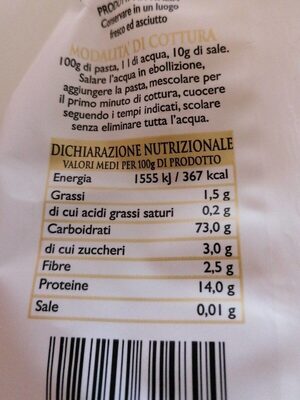 Conservare in un luogo
fresco ed asciutto
MODALITA' DI COTTURA
100g di pasta, 1 l di acqua, 10g di sale.
Salare l'acqua in ebollizione,
aggiungere la pasta, mescolare per
il primo minuto di cottura, cuocere
seguendo i tempi indicati, scolare
senza eliminare tutta l'acqua.
DICHIARAZIONE NUTRIZIONALE
VALORI MEDI PER 100g DI PRODOTTO
Energia 1555 kJ / 367 kcal
Grassi 1,5 g
di cui acidi grassi saturi 0,2 g
Carboidrati 73,0 g
di cui zuccheri 3,0 g
Fibre 2,5 g
Proteine 14,0 g
Sale 0,01 g